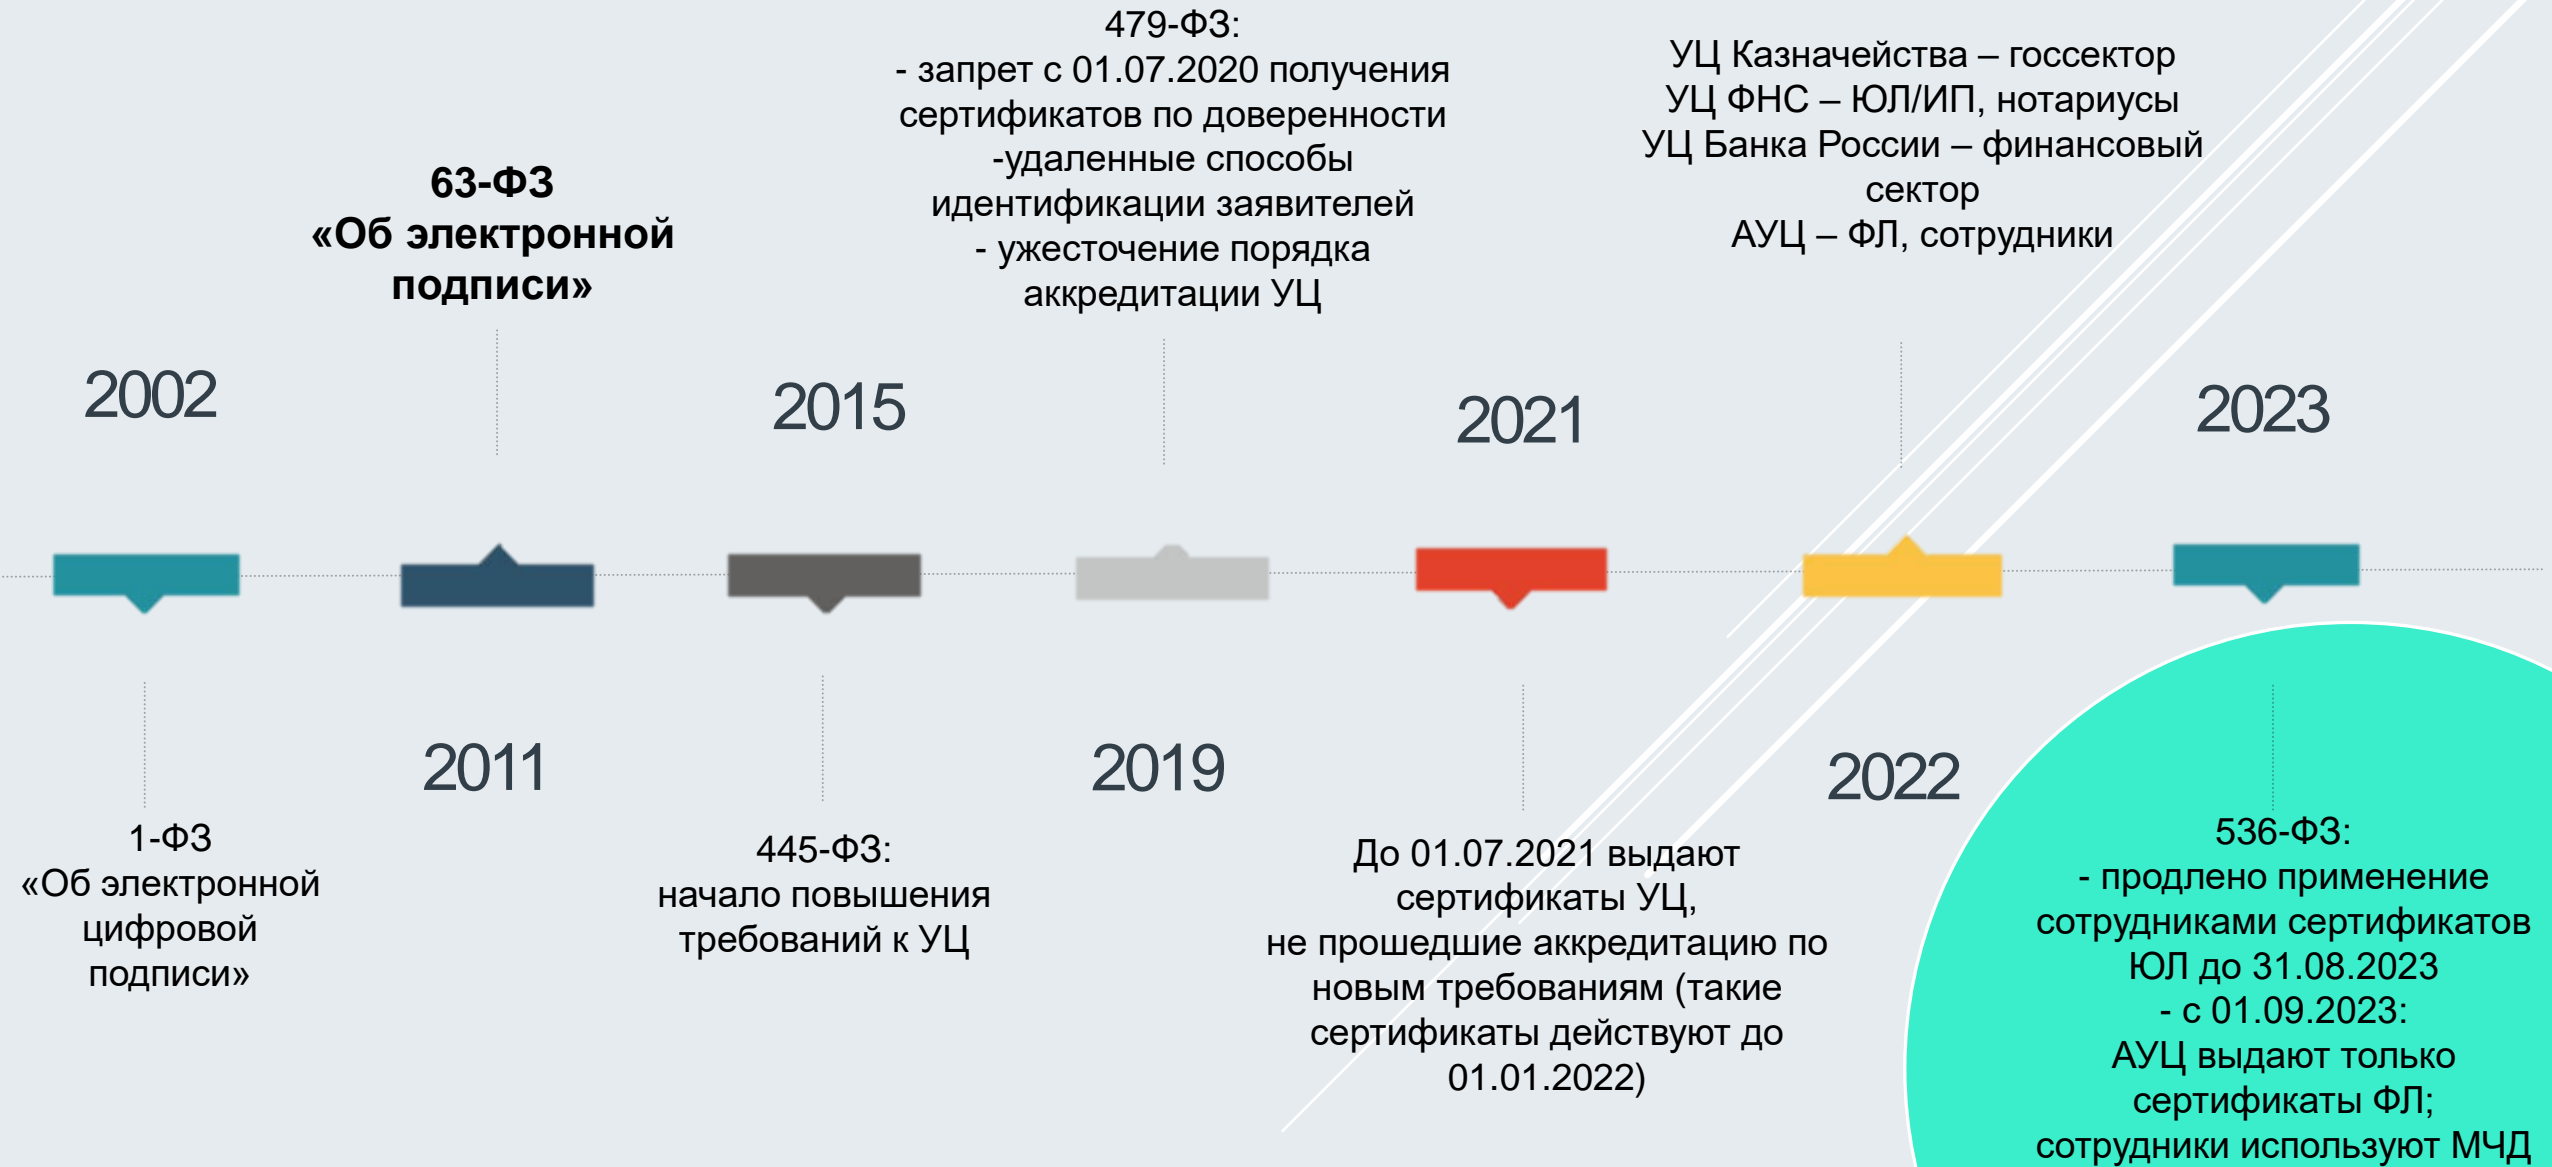 2002
1-ФЗ
«Об электронной
цифровой
подписи»
63-ФЗ
«Об электронной
подписи»
2011
2015
445-ФЗ:
начало повышения
требований к УЦ
479-ФЗ:
- запрет с 01.07.2020 получения
сертификатов по доверенности
-удаленные способы
идентификации заявителей
- ужесточение порядка
аккредитации УЦ
2019
2021
До 01.07.2021 выдают
сертификаты УЦ,
не прошедшие аккредитацию по
новым требованиям (такие
сертификаты действуют до
01.01.2022)
УЦ Казначейства – госсектор
УЦ ФНС – ЮЛ/ИП, нотариусы
УЦ Банка России – финансовый
сектор
АУЦ – ФЛ, сотрудники
2022
2023
536-ФЗ:
- продлено применение
сотрудниками сертификатов
ЮЛ до 31.08.2023
- с 01.09.2023:
АУЦ выдают только
сертификаты ФЛ;
сотрудники используют МЧД